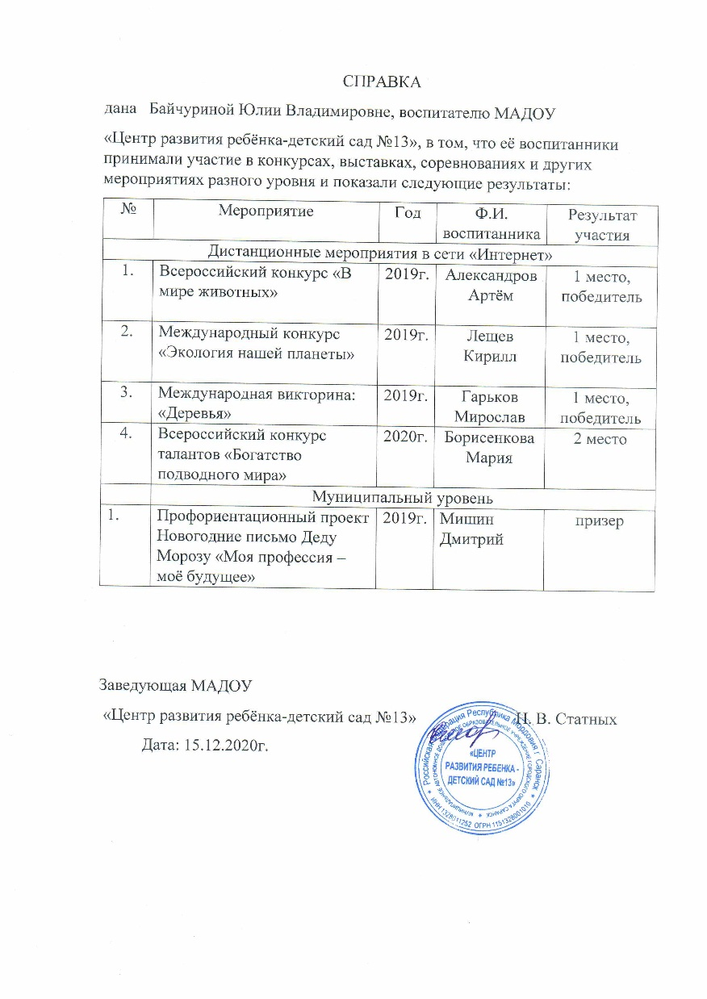 СПРАВКА
дана Байчуриной Юлии Владимировне, воспитателю МАДОУ
«Центр развития ребёнка-детский сад №13», в том, что её воспитанники
принимали участие в конкурсах, выставках, соревнованиях и других
мероприятиях разного уровня и показали следующие результаты:
№ Мероприятие Год Ф.И. воспитанника Результат участия
Дистанционные мероприятия в сети «Интернет»
1. Всероссийский конкурс «В 2019г. Александров 1 место,
мире животных» Артём победитель
2. Международный конкурс 2019г. Лещев 1 место,
«Экология нашей планеты» Кирилл победитель
3. Международная викторина: 2019г. Гарьков 1 место,
«Деревья» Мирослав победитель
4. Всероссийский конкурс 2020г. Борисенкова 2 место
талантов «Богатство Мария
подводного мира»
Муниципальный уровень
1. Профориентационный проект 2019г. Мишин призер
Новогодние письмо Деду Дмитрий
Морозу «Моя профессия –
моё будущее»
Заведующая МАДОУ
«Центр развития ребёнка-детский сад №13» Н. В. Статных
Дата: 15.12.2020г.
Российская Федерация Республика Мордовия г. Саранск
ИНН 1328011252 ОГРН 1151328001010
«ЦЕНТР
РАЗВИТИЯ РЕБЕНКА -
ДЕТСКИЙ САД №13»